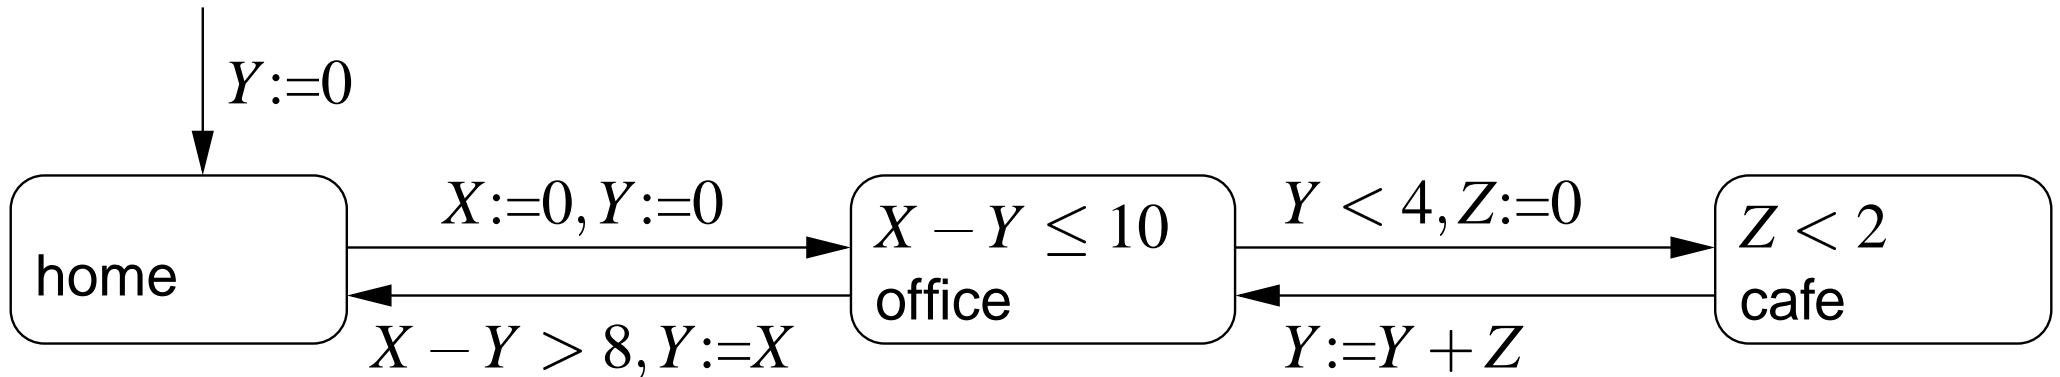 Y:=0
X:=0,Y:=0
X − Y ≤ 10
Y < 4,Z:=0
Z < 2
home
office
cafe
X − Y > 8,Y:=X
Y:=Y + Z